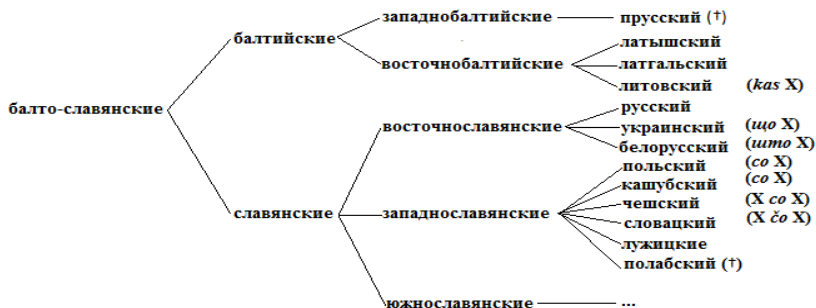 западнобалтийские прусский (†)
балтийские
латышский
восточнобалтийские латгальский
литовский (kas X)
балто-славянские
русский
восточнославянские украинский (що X)
белорусский (што X)
польский (co X)
кашубский (co X)
чешский (X co X)
славянские западнославянские словацкий (X čo X)
лужицкие
полабский (†)
южнославянские ...